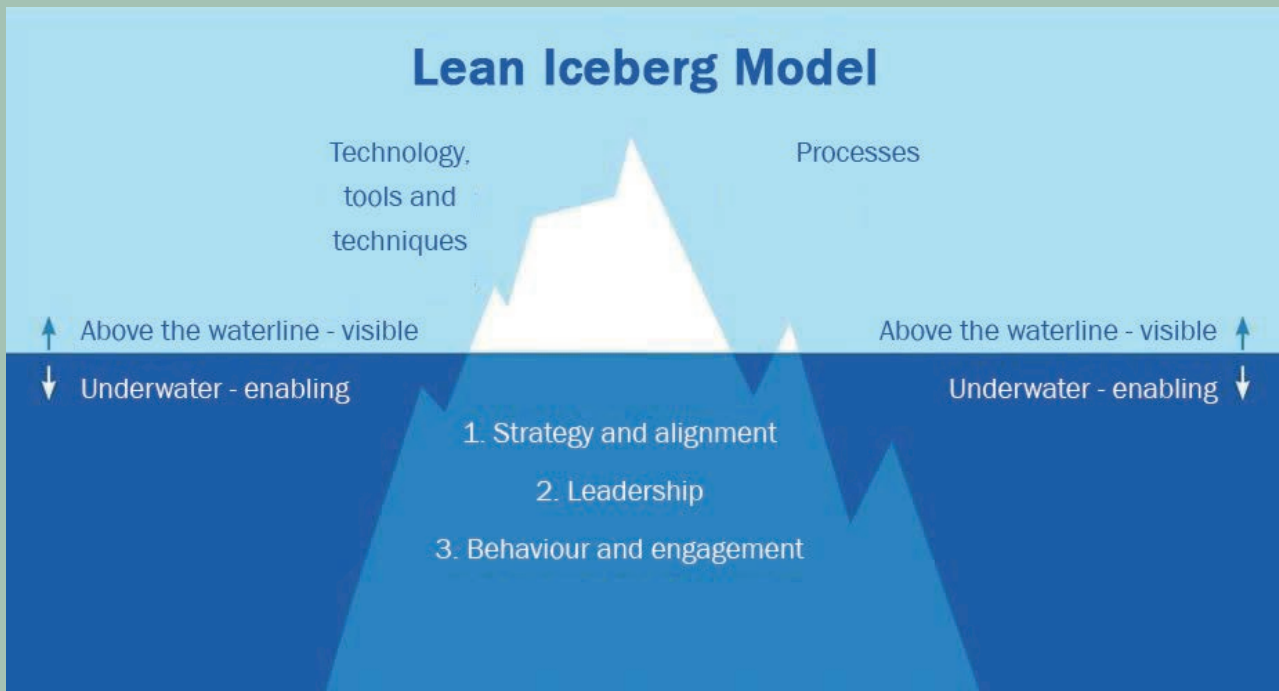 Lean Iceberg Model
Technology,
tools and
techniques
Processes
Above the waterline - visible
Above the waterline - visible
Underwater - enabling
Underwater - enabling
1. Strategy and alignment
2. Leadership
3. Behaviour and engagement